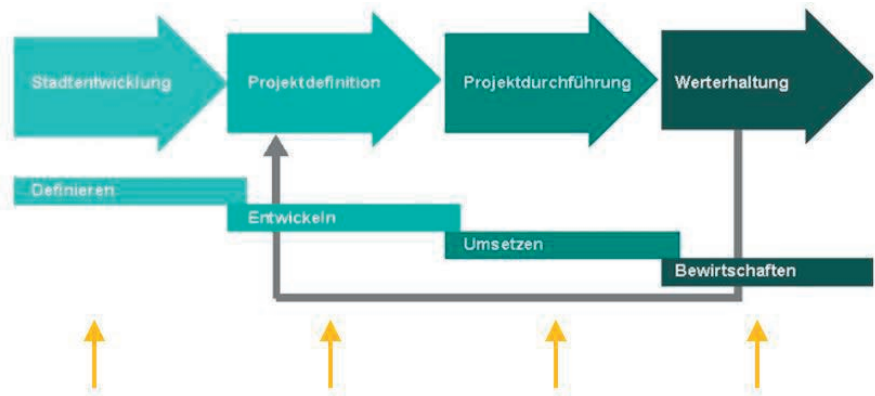 Stadtentwicklung
Projektdefinition
Projektdurchführung
Werterhaltung
Definieren
Entwickeln
Umsetzen
Bewirtschaften